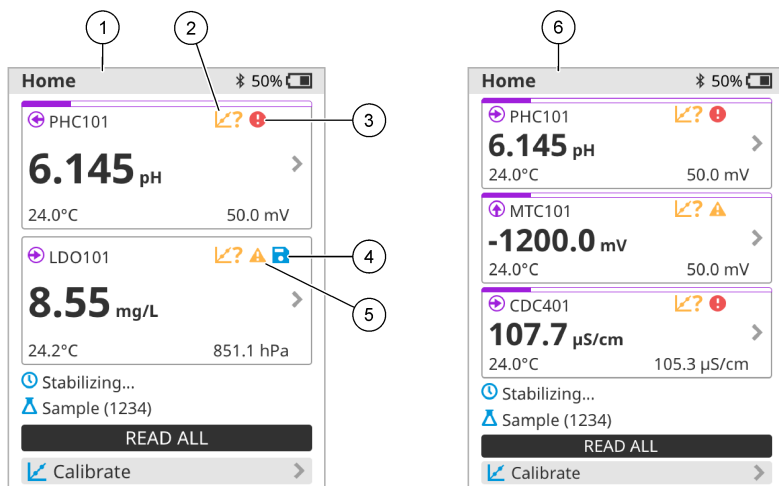 1
2
6
Home 50%
PHC101 ?
3
6.145 pH
24.0°C 50.0 mV
LDO101 ?
4
8.55 mg/L
5
24.2°C 851.1 hPa
Stabilizing...
Sample (1234)
READ ALL
Calibrate
Home 50%
PHC101 ?
6.145 pH
24.0°C 50.0 mV
MTC101 ?
-1200.0 mV
24.0°C 50.0 mV
CDC401 ?
107.7 µS/cm
24.0°C 105.3 µS/cm
Stabilizing...
Sample (1234)
READ ALL
Calibrate